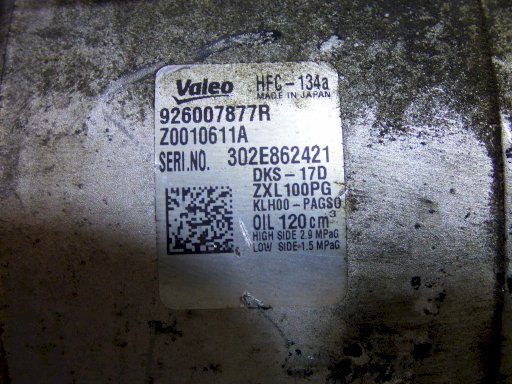 Valeo HFC-134a
MADE IN JAPAN
926007877R
Z0010611A
SERI.NO. 302E862421
DKS-17D
ZXL100PG
KLH00-PAGS0
OIL 120cm³
HIGH SIDE 2.9 MPaG
LOW SIDE-1.5 MPaG